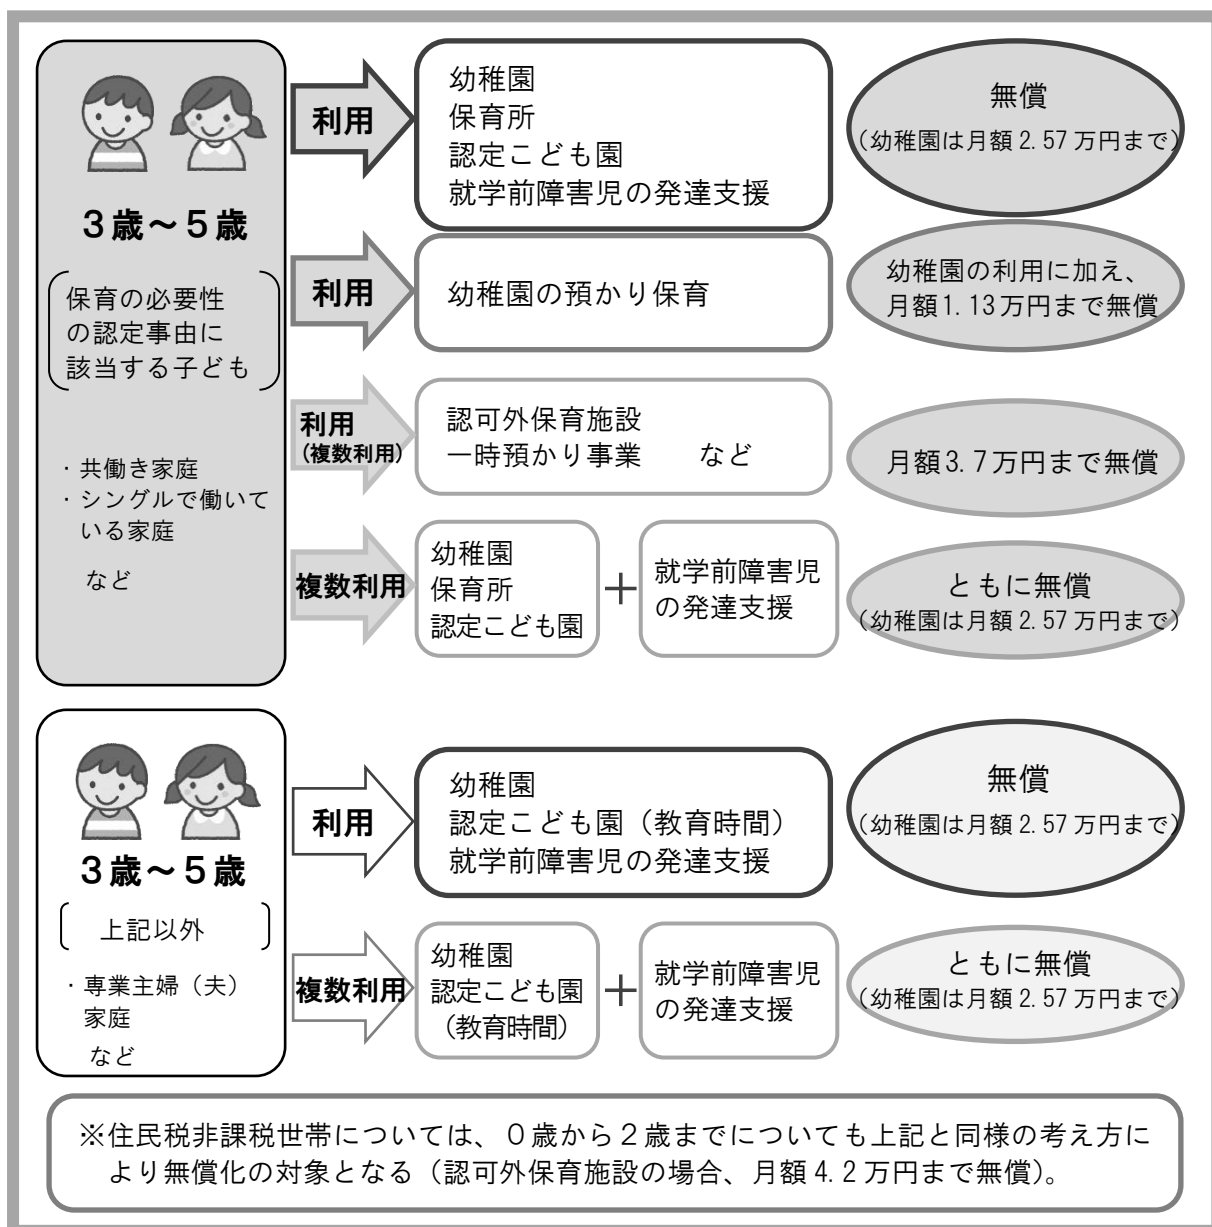 3歳～5歳
保育の必要性
の認定事由に
該当する子ども
・共働き家庭
・シングルで働いて
いる家庭
など
利用
幼稚園
保育所
認定こども園
就学前障害児の発達支援
無償
（幼稚園は月額2.57万円まで）
利用
幼稚園の預かり保育
幼稚園の利用に加え、
月額1.13万円まで無償
利用
（複数利用）
認可外保育施設
一時預かり事業　　など
月額3.7万円まで無償
複数利用
幼稚園
保育所
認定こども園
＋
就学前障害児
の発達支援
ともに無償
（幼稚園は月額2.57万円まで）
3歳～5歳
上記以外
・専業主婦（夫）
家庭
など
利用
幼稚園
認定こども園（教育時間）
就学前障害児の発達支援
無償
（幼稚園は月額2.57万円まで）
複数利用
幼稚園
認定こども園
（教育時間）
＋
就学前障害児
の発達支援
ともに無償
（幼稚園は月額2.57万円まで）
※住民税非課税世帯については、０歳から２歳までについても上記と同様の考え方に
より無償化の対象となる（認可外保育施設の場合、月額4.2万円まで無償）。